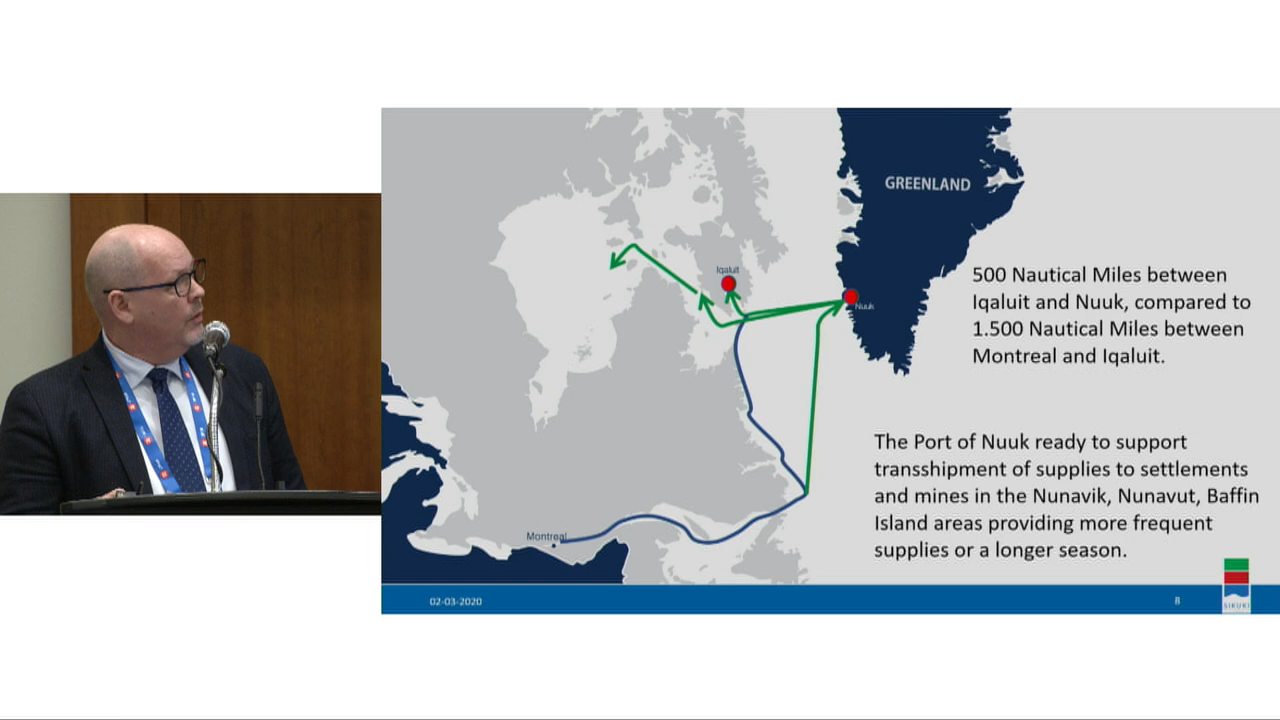 GREENLAND
Iqaluit
Nuuk
Montreal
500 Nautical Miles between
Iqaluit and Nuuk, compared to
1.500 Nautical Miles between
Montreal and Iqaluit.
The Port of Nuuk ready to support
transshipment of supplies to settlements
and mines in the Nunavik, Nunavut, Baffin
Island areas providing more frequent
supplies or a longer season.
02-03-2020
8
SIKUKI